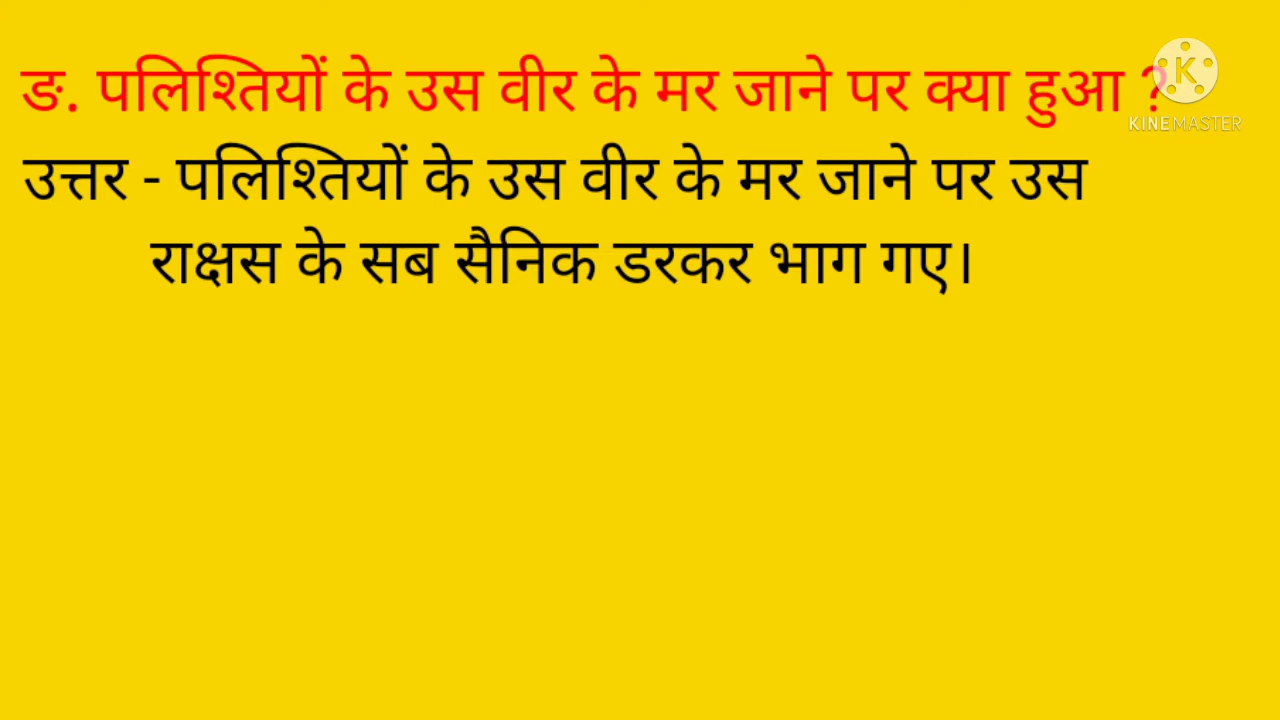 ङ. पलिश्तियों के उस वीर के मर जाने पर क्या हुआ ?
KINEMASTER
उत्तर - पलिश्तियों के उस वीर के मर जाने पर उस
राक्षस के सब सैनिक डरकर भाग गए।